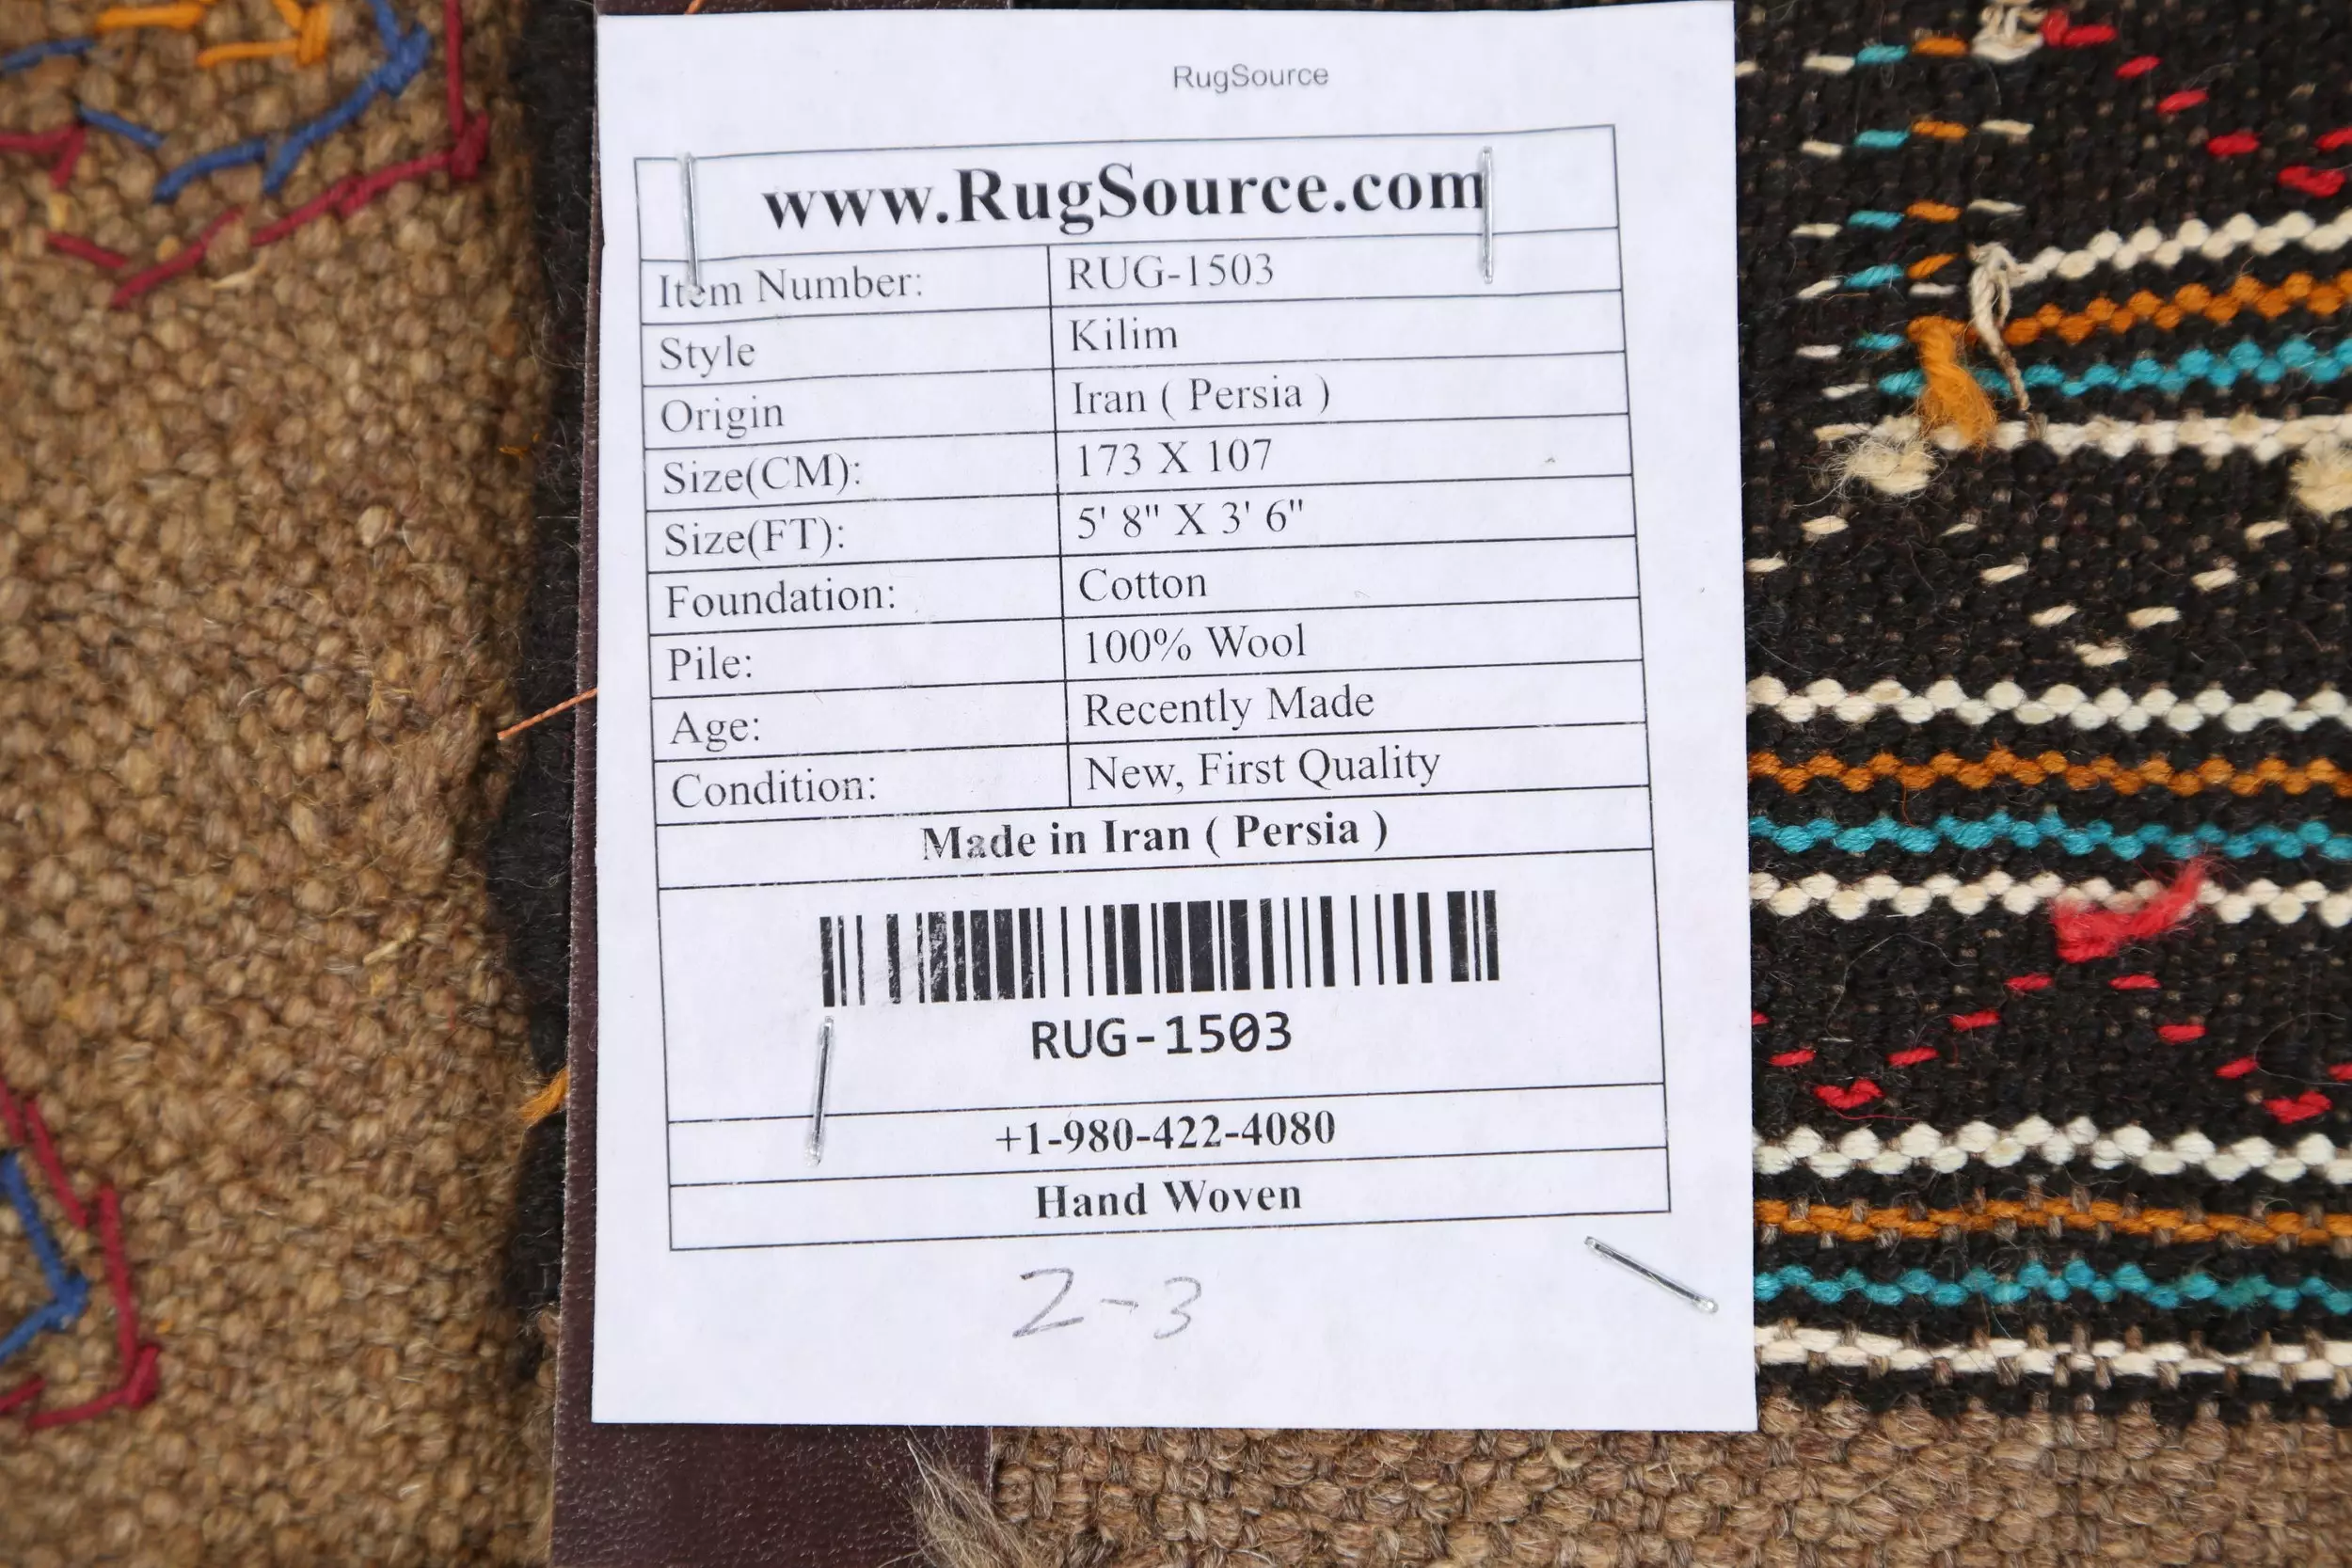 RugSource
www.RugSource.com
Item Number: RUG-1503
Style Kilim
Origin Iran ( Persia )
Size(CM): 173 X 107
Size(FT): 5' 8" X 3' 6"
Foundation: Cotton
Pile: 100% Wool
Age: Recently Made
Condition: New, First Quality
Made in Iran ( Persia )
RUG-1503
+1-980-422-4080
Hand Woven
2-3